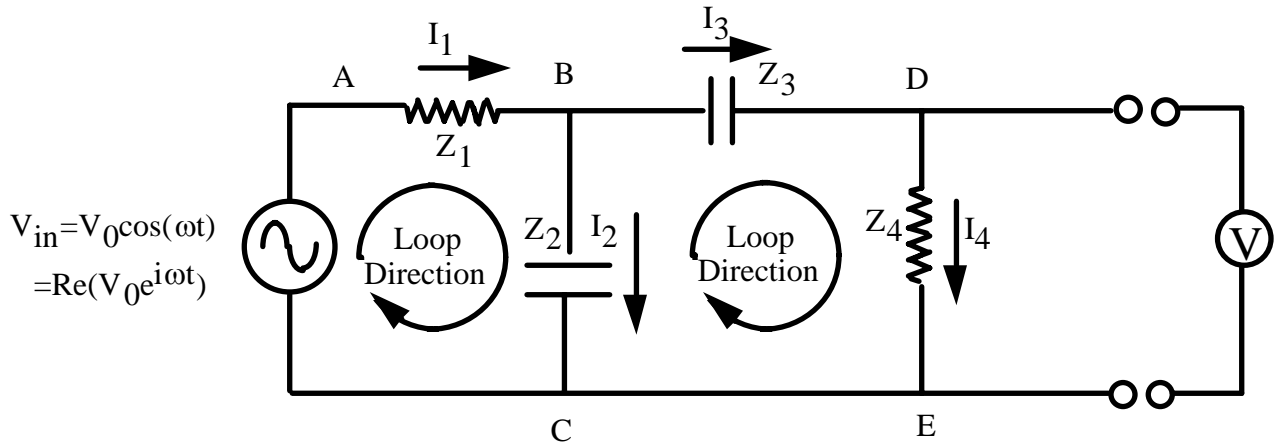 I1
I3
A
B
Z3
D
Z1
Vin=V0cos(ωt)
=Re(V0eiωt)
Loop
Direction
Z2
I2
Loop
Direction
Z4
I4
V
C
E